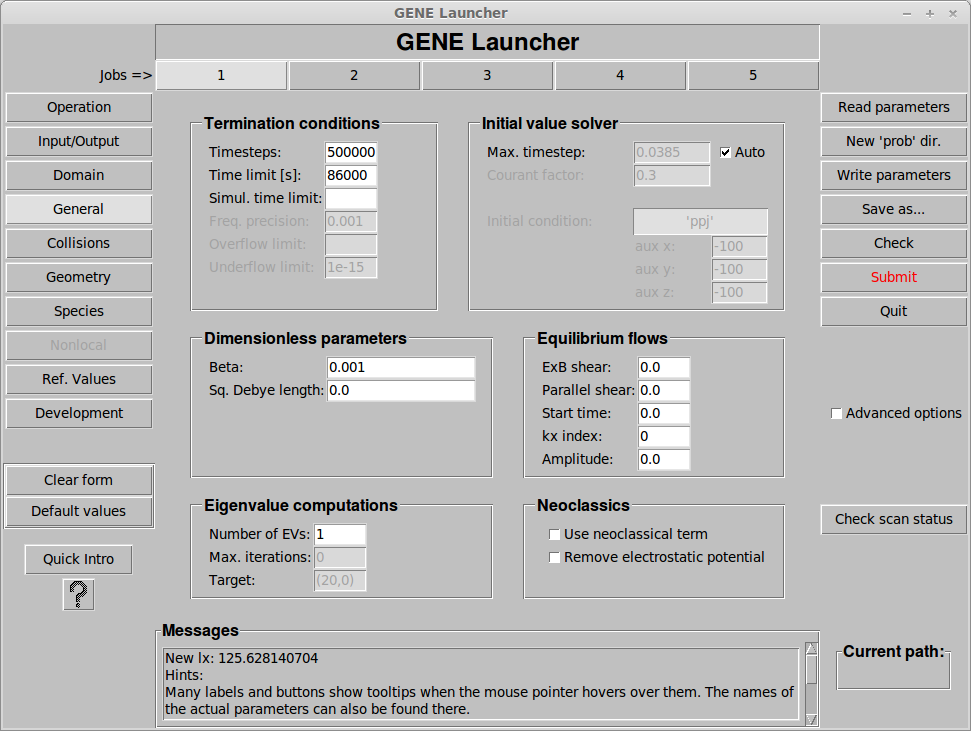 GENE Launcher
GENE Launcher
Jobs => 1 2 3 4 5
Operation
Input/Output
Domain
General
Collisions
Geometry
Species
Nonlocal
Ref. Values
Development
Clear form
Default values
Quick Intro
?
Termination conditions
Timesteps: 500000
Time limit [s]: 86000
Simul. time limit:
Freq. precision: 0.001
Overflow limit:
Underflow limit: 1e-15
Initial value solver
Max. timestep: 0.0385 Auto
Courant factor: 0.3
Initial condition: 'ppj'
aux x: -100
aux y: -100
aux z: -100
Dimensionless parameters
Beta: 0.001
Sq. Debye length: 0.0
Equilibrium flows
ExB shear: 0.0
Parallel shear: 0.0
Start time: 0.0
kx index: 0
Amplitude: 0.0
Eigenvalue computations
Number of EVs: 1
Max. iterations: 0
Target: (20,0)
Neoclassics
Use neoclassical term
Remove electrostatic potential
Messages
New lx: 125.628140704
Hints:
Many labels and buttons show tooltips when the mouse pointer hovers over them. The names of
the actual parameters can also be found there.
Read parameters
New 'prob' dir.
Write parameters
Save as...
Check
Submit
Quit
Advanced options
Check scan status
Current path: